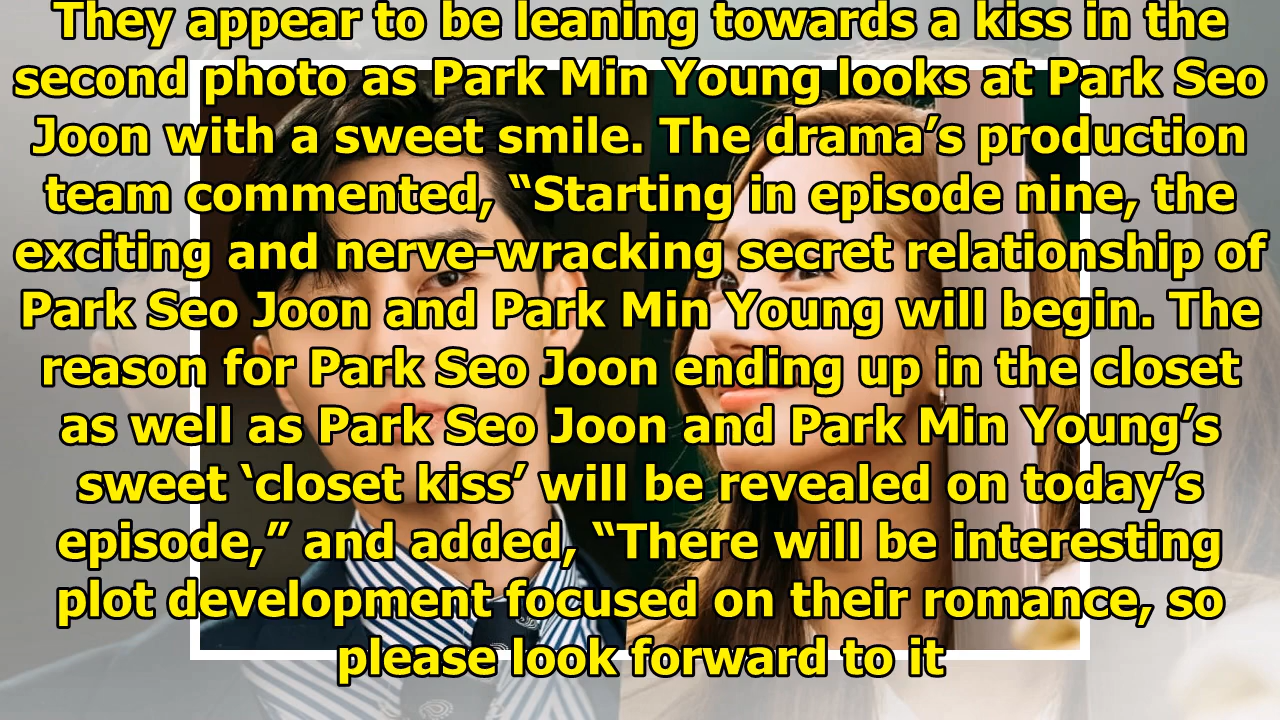 They appear to be leaning towards a kiss in the
second photo as Park Min Young looks at Park Seo
Joon with a sweet smile. The drama’s production
team commented, “Starting in episode nine, the
exciting and nerve-wracking secret relationship of
Park Seo Joon and Park Min Young will begin. The
reason for Park Seo Joon ending up in the closet
as well as Park Seo Joon and Park Min Young’s
sweet ‘closet kiss’ will be revealed on today’s
episode,” and added, “There will be interesting
plot development focused on their romance, so
please look forward to it